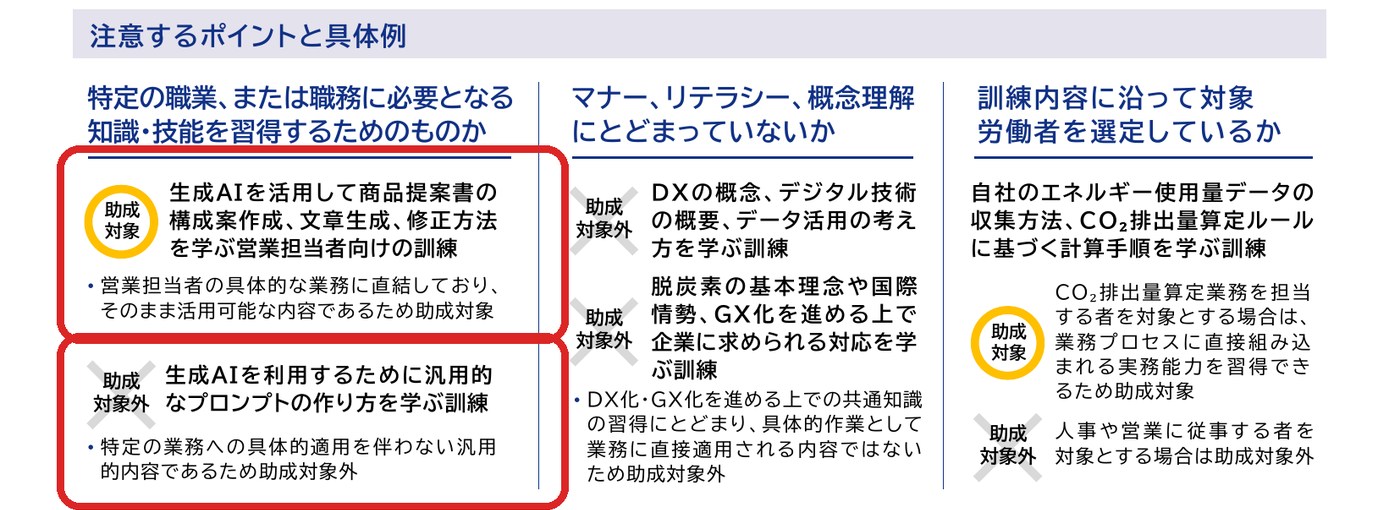 注意するポイントと具体例
特定の職業、または職務に必要となる
知識・技能を習得するためのものか
助成
対象
生成AIを活用して商品提案書の
構成案作成、文章生成、修正方法
を学ぶ営業担当者向けの訓練
・営業担当者の具体的な業務に直結しており、
そのまま活用可能な内容であるため助成対象
助成
対象外
生成AIを利用するために汎用的
なプロンプトの作り方を学ぶ訓練
・特定の業務への具体的適用を伴わない汎用
的内容であるため助成対象外
マナー、リテラシー、概念理解
にとどまっていないか
助成
対象外
DXの概念、デジタル技術
の概要、データ活用の考え
方を学ぶ訓練
助成
対象外
脱炭素の基本理念や国際
情勢、GX化を進める上で
企業に求められる対応を学
ぶ訓練
・DX化・GX化を進める上での共通知識
の習得にとどまり、具体的作業として
業務に直接適用される内容ではない
ため助成対象外
訓練内容に沿って対象
労働者を選定しているか
自社のエネルギー使用量データの
収集方法、CO₂排出量算定ルール
に基づく計算手順を学ぶ訓練
助成
対象
CO₂排出量算定業務を担当
する者を対象とする場合は、
業務プロセスに直接組み込
まれる実務能力を習得でき
るため助成対象
助成
対象外
人事や営業に従事する者を
対象とする場合は助成対象外